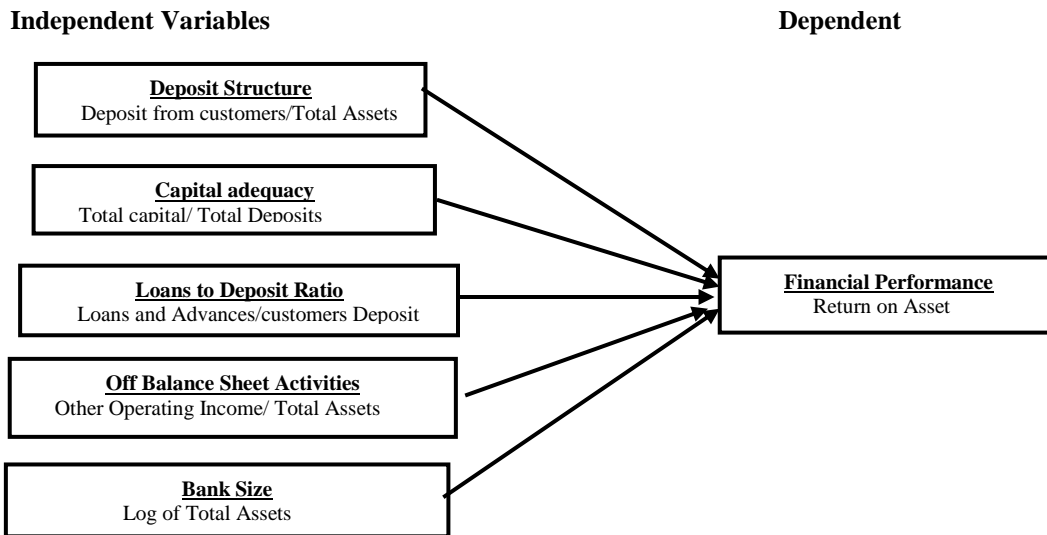 Independent Variables
Dependent
Deposit Structure
Deposit from customers/Total Assets
Capital adequacy
Total capital/ Total Deposits
Loans to Deposit Ratio
Loans and Advances/customers Deposit
Financial Performance
Return on Asset
Off Balance Sheet Activities
Other Operating Income/ Total Assets
Bank Size
Log of Total Assets